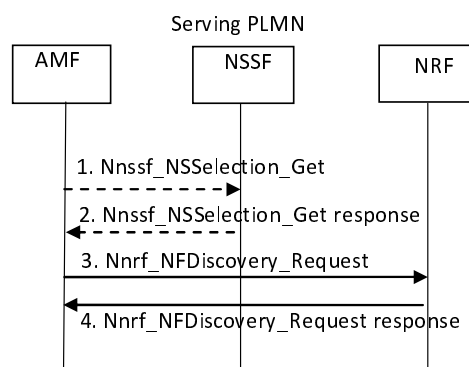 Serving PLMN
AMF
NSSF
NRF
1. Nnssf_NSSelection_Get
2. Nnssf_NSSelection_Get response
3. Nnrf_NFDiscovery_Request
4. Nnrf_NFDiscovery_Request response